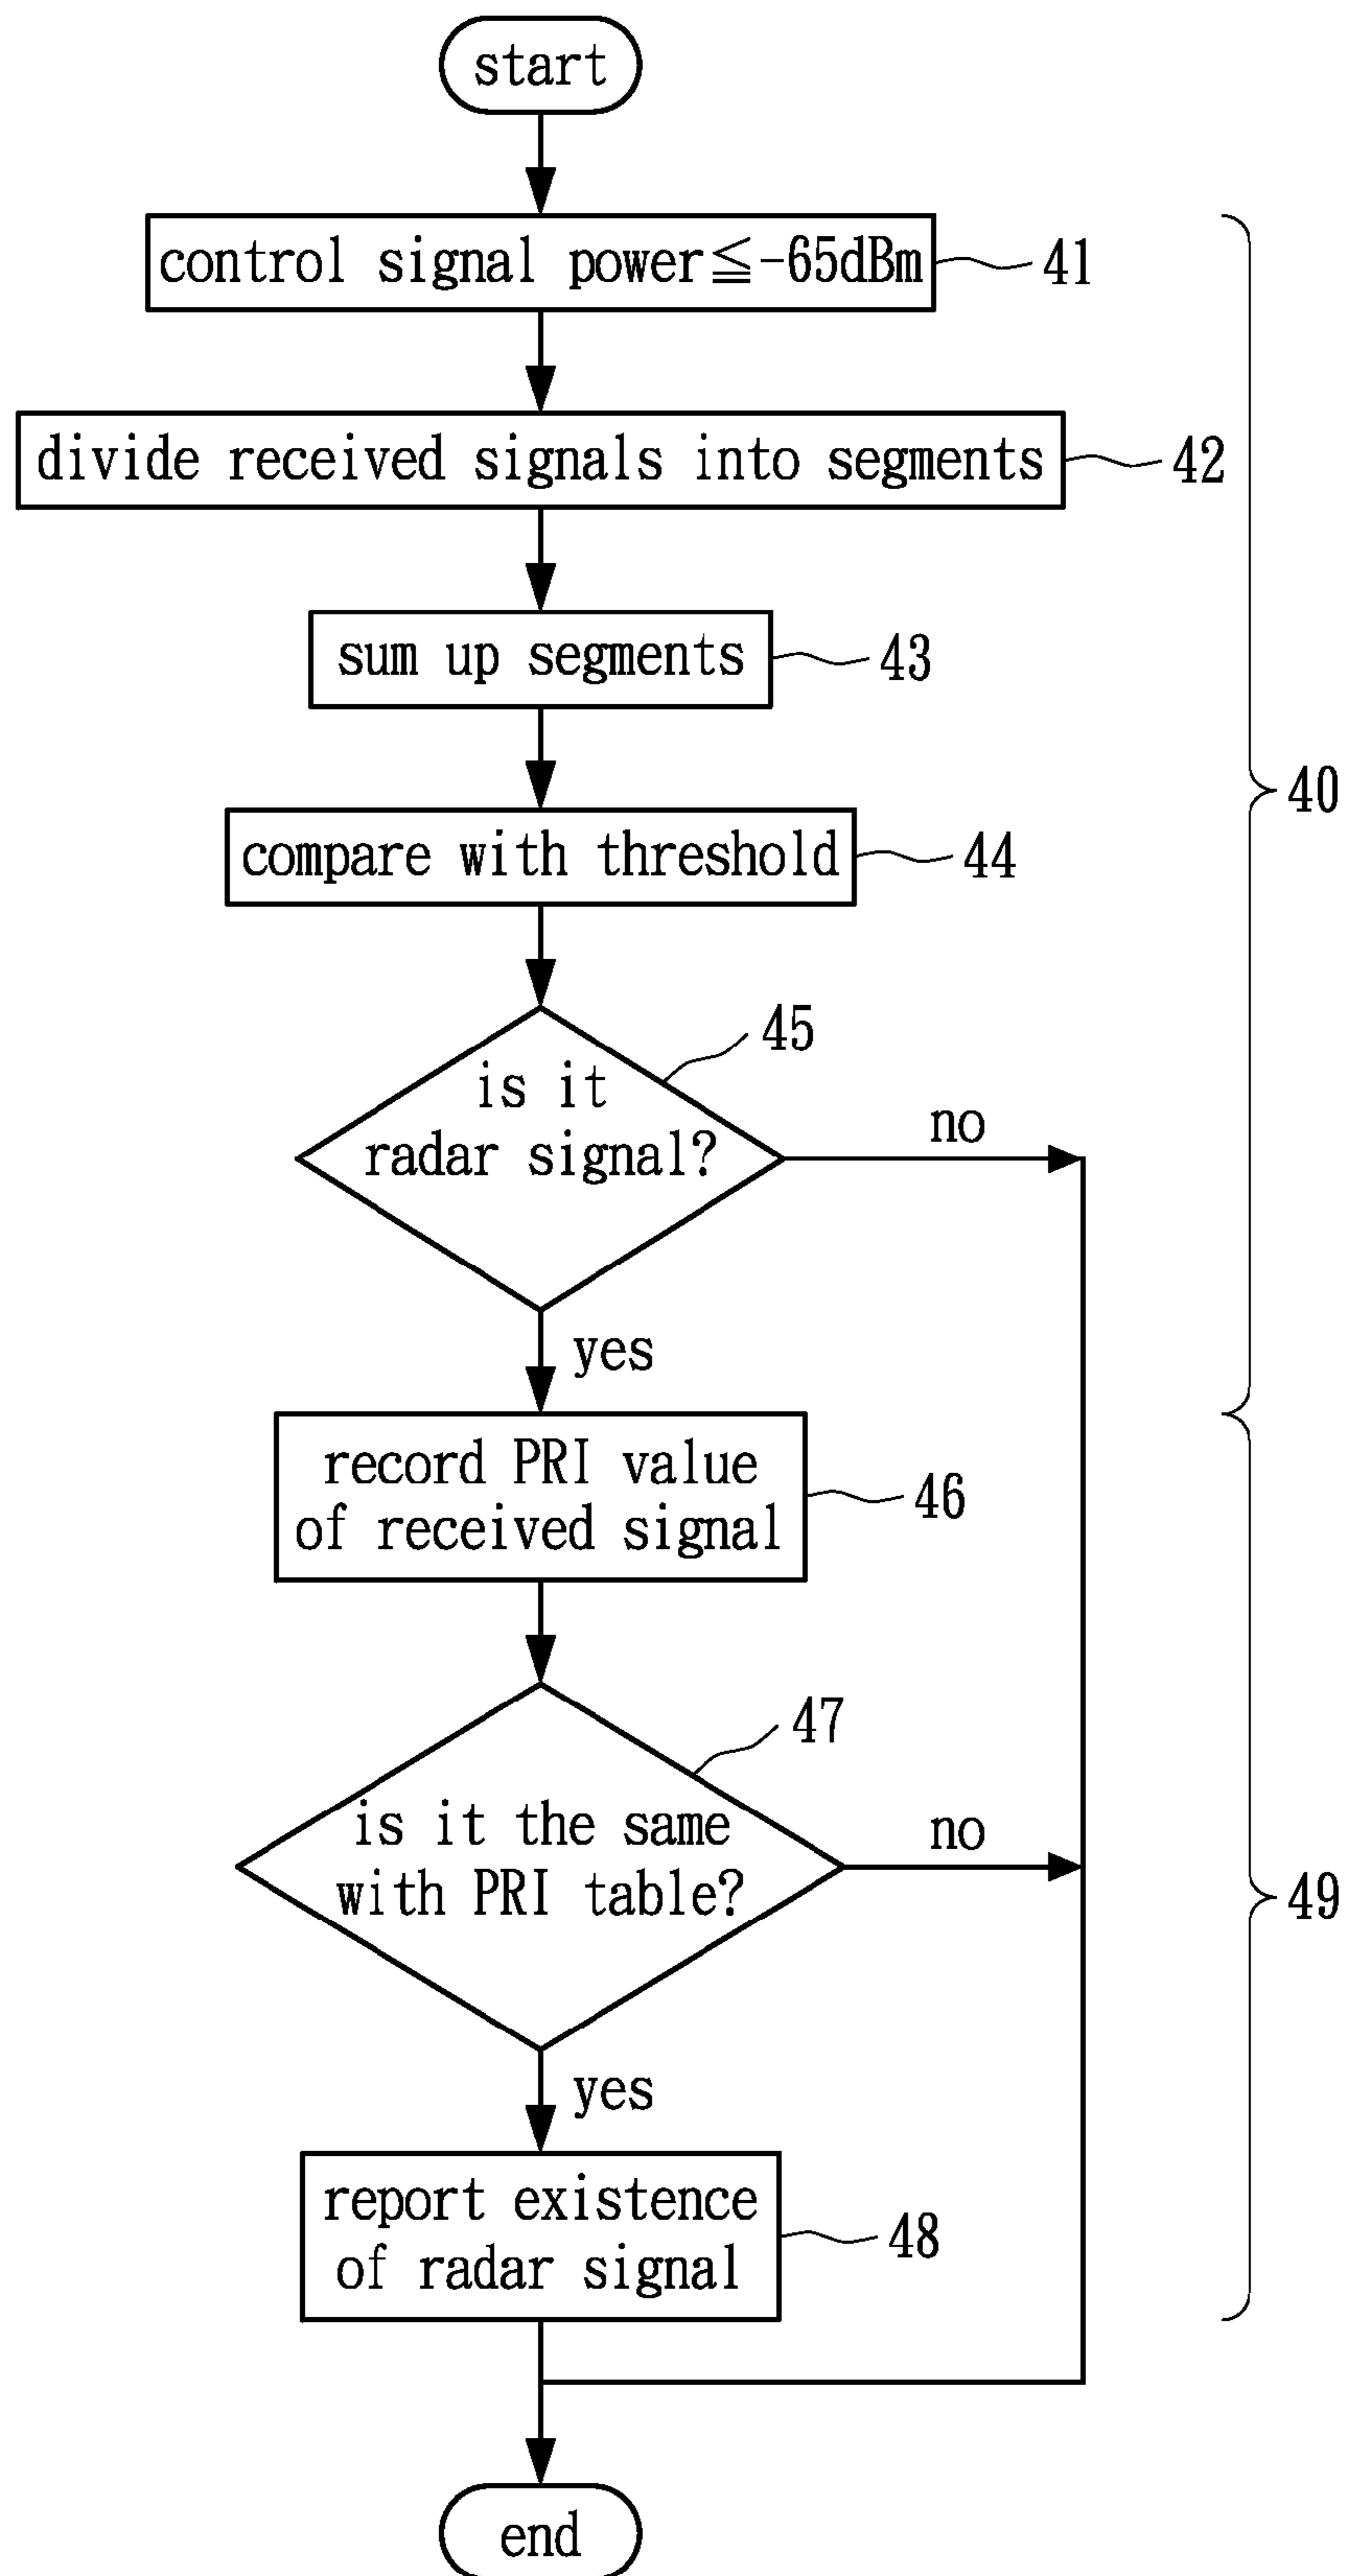 start
control signal power≦-65dBm
41
divide received signals into segments
42
sum up segments
43
40
compare with threshold
44
45
is it
radar signal?
no
yes
record PRI value
of received signal
46
47
is it the same
with PRI table?
no
49
yes
report existence
of radar signal
48
end